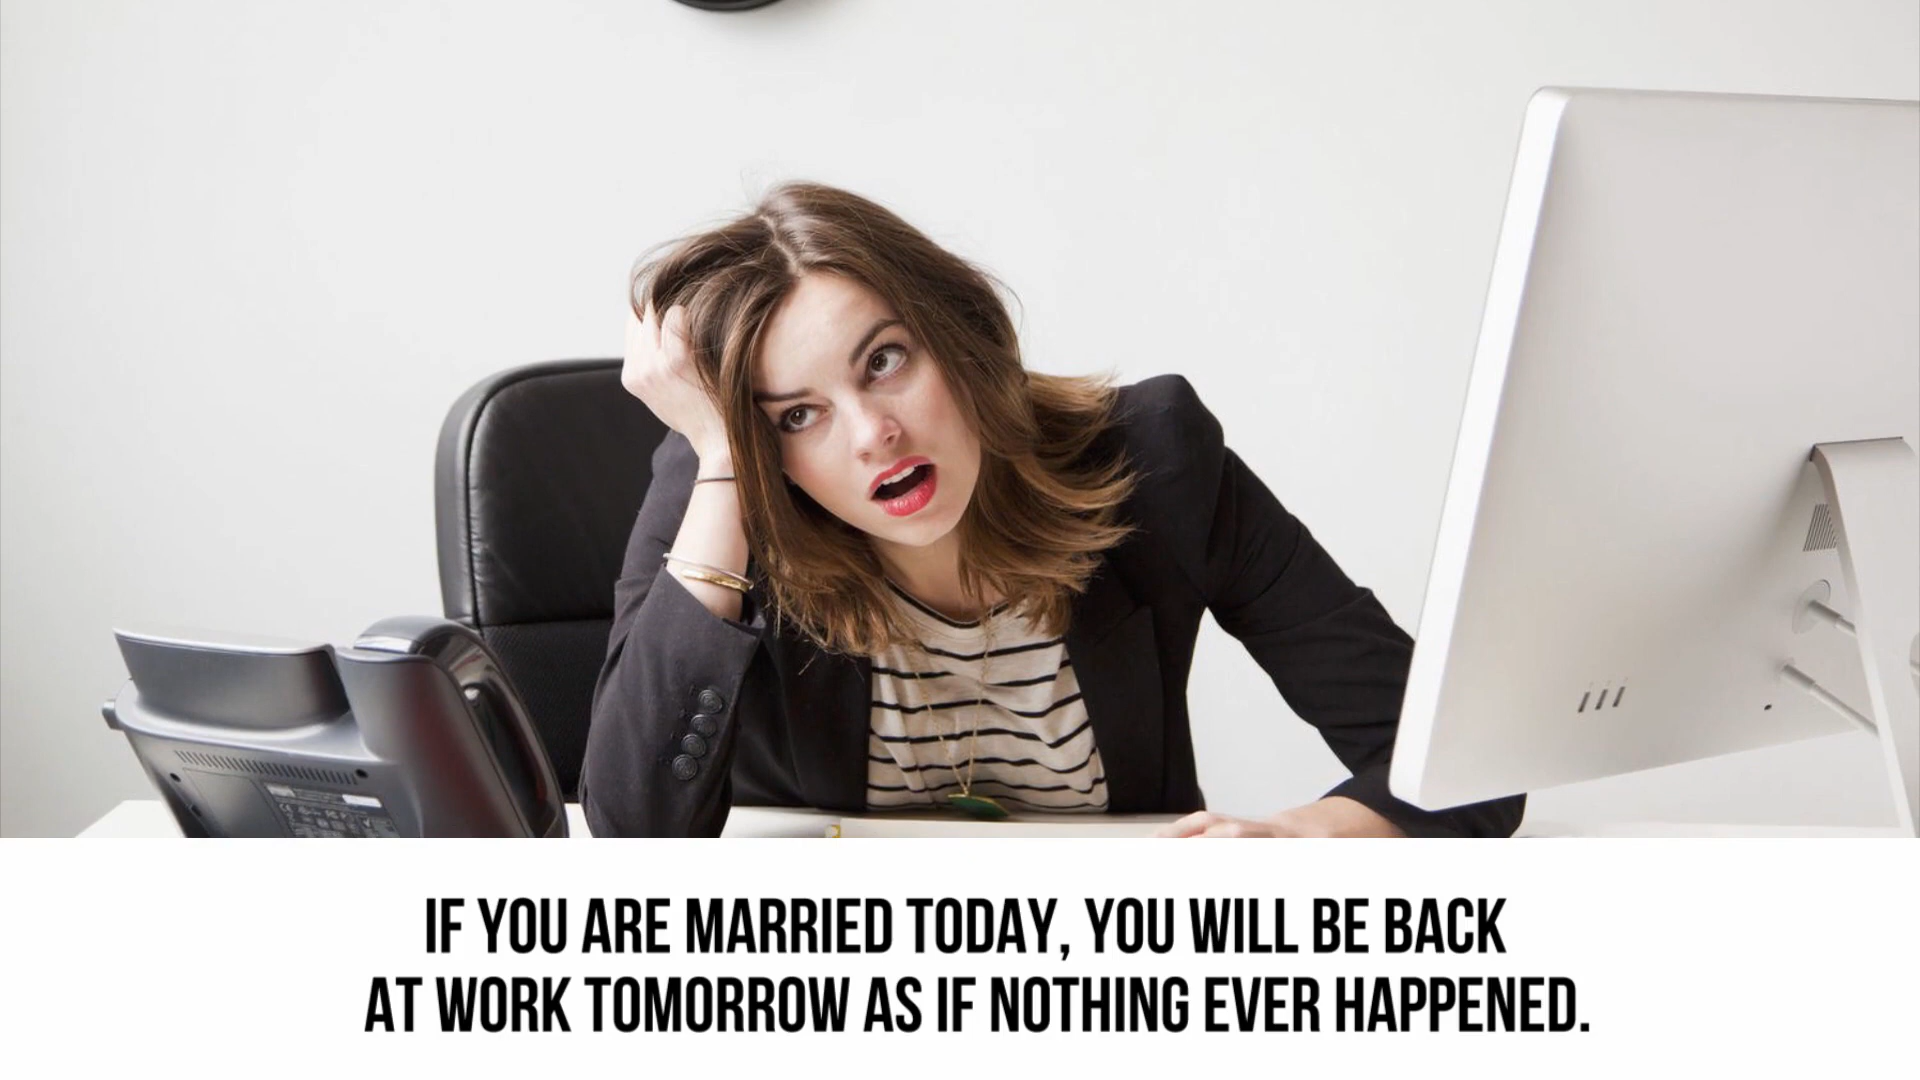 IF YOU ARE MARRIED TODAY, YOU WILL BE BACK
AT WORK TOMORROW AS IF NOTHING EVER HAPPENED.